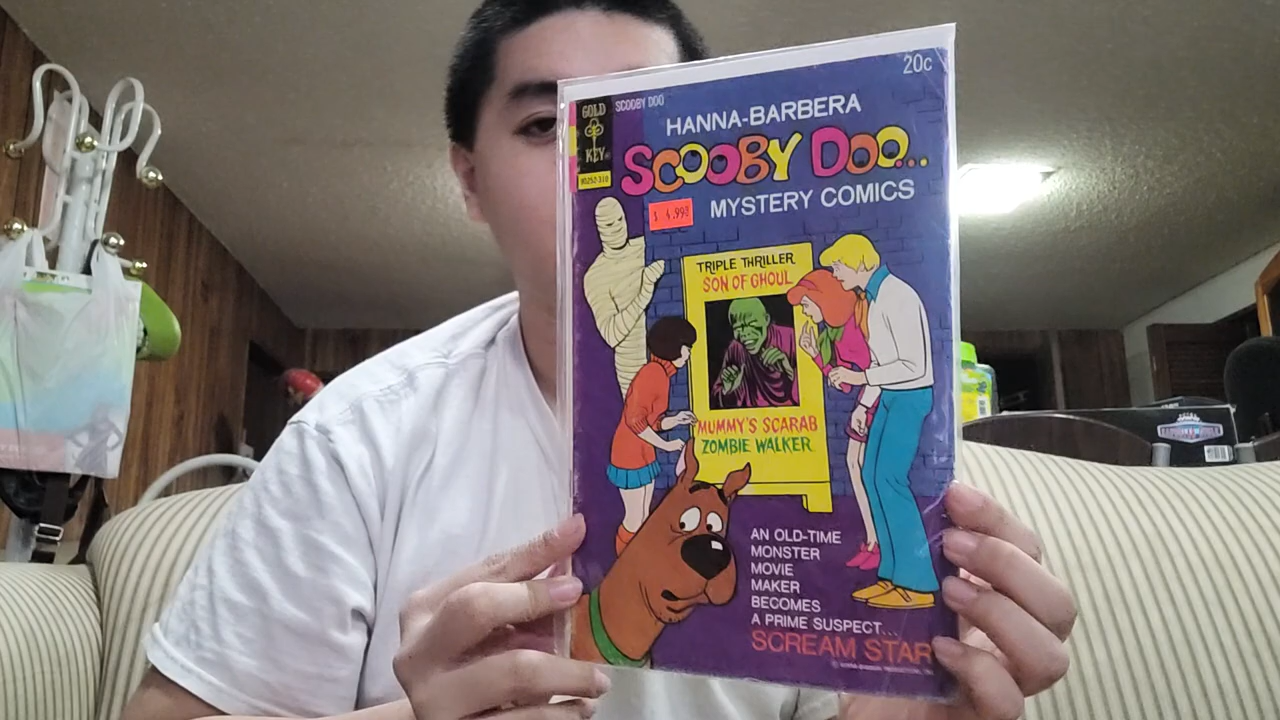 20c
GOLD
KEY
SCOOBY DOO
HANNA-BARBERA
SCOOBY DOO...
MYSTERY COMICS
$ 4.99
TRIPLE THRILLER
SON OF GHOUL
MUMMY'S SCARAB
ZOMBIE WALKER
AN OLD-TIME
MONSTER
MOVIE
MAKER
BECOMES
A PRIME SUSPECT...
SCREAM STAR